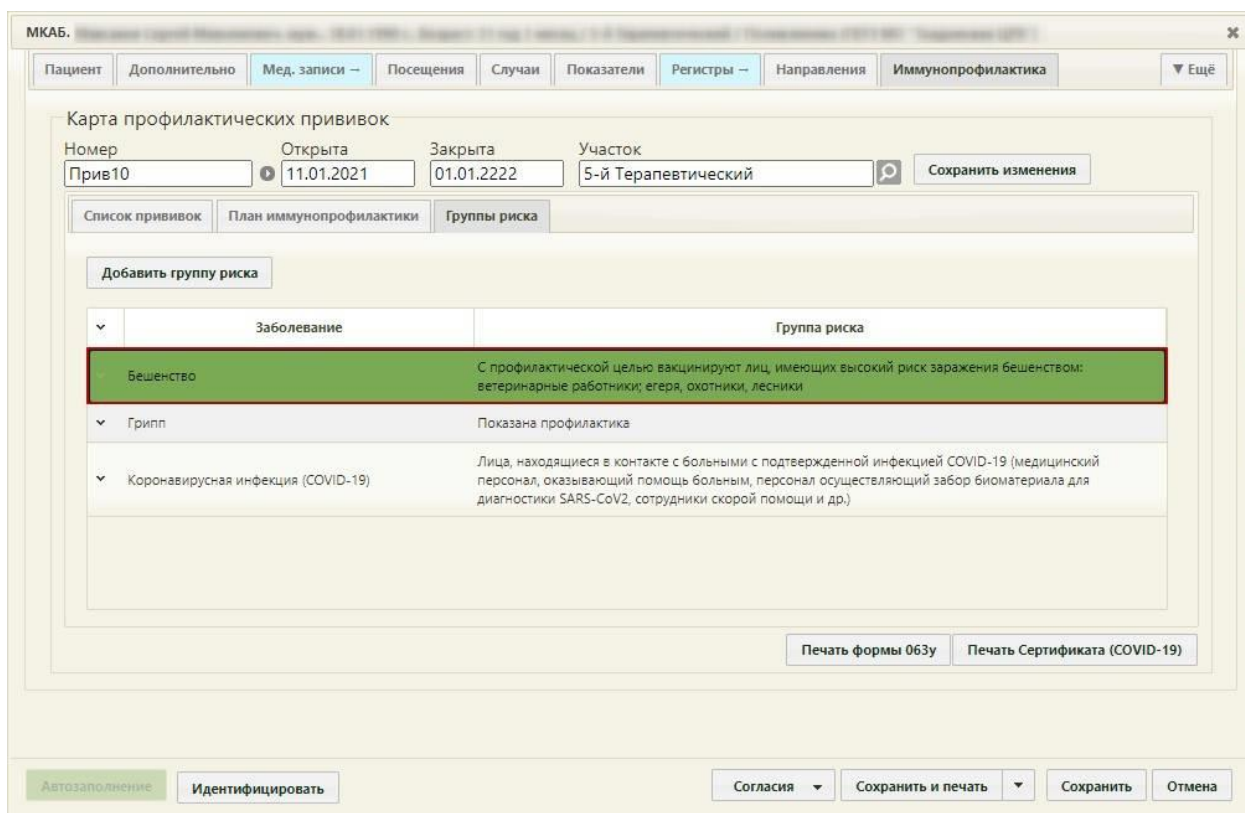 МКАБ.
Пациент Дополнительно Мед. записи → Посещения Случаи Показатели Регистры → Направления Иммунопрофилактика ▼ Ещё
Карта профилактических прививок
Номер Открыта Закрыта Участок
Прив10 11.01.2021 01.01.2222 5-й Терапевтический Сохранить изменения
Список прививок План иммунопрофилактики Группы риска
Добавить группу риска
Заболевание Группа риска
Бешенство
С профилактической целью вакцинируют лиц, имеющих высокий риск заражения бешенством:
ветеринарные работники; егеря, охотники, лесники
Грипп Показана профилактика
Коронавирусная инфекция (COVID-19)
Лица, находящиеся в контакте с больными с подтвержденной инфекцией COVID-19 (медицинский
персонал, оказывающий помощь больным, персонал осуществляющий забор биоматериала для
диагностики SARS-CoV2, сотрудники скорой помощи и др.)
Печать формы 063у Печать Сертификата (COVID-19)
Автозаполнение Идентифицировать Согласия Сохранить и печать Сохранить Отмена